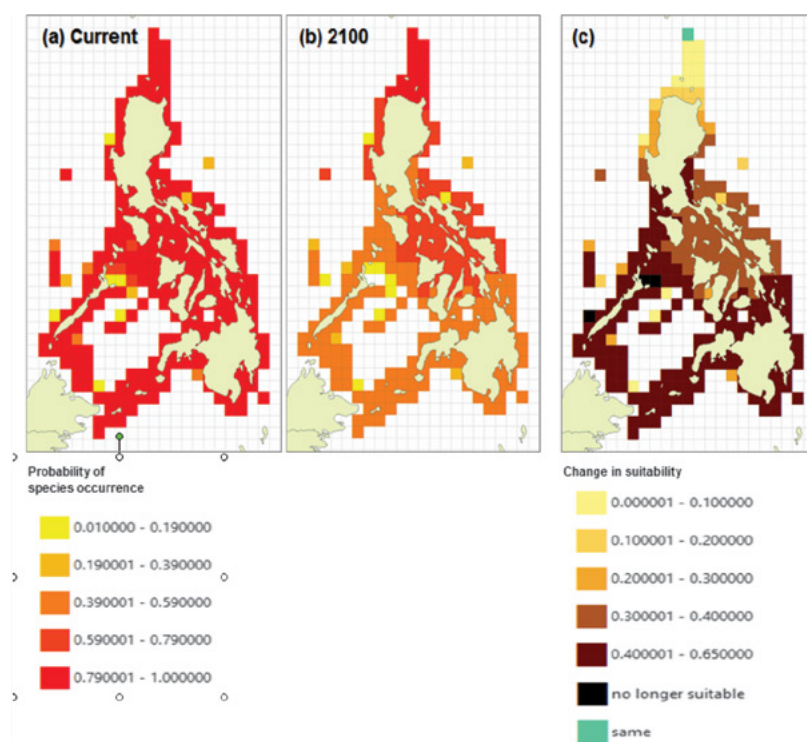 (a) Current
(b) 2100
(c)
Probability of
species occurrence
0.010000 - 0.190000
0.190001 - 0.390000
0.390001 - 0.590000
0.590001 - 0.790000
0.790001 - 1.000000
Change in suitability
0.000001 - 0.100000
0.100001 - 0.200000
0.200001 - 0.300000
0.300001 - 0.400000
0.400001 - 0.650000
no longer suitable
same